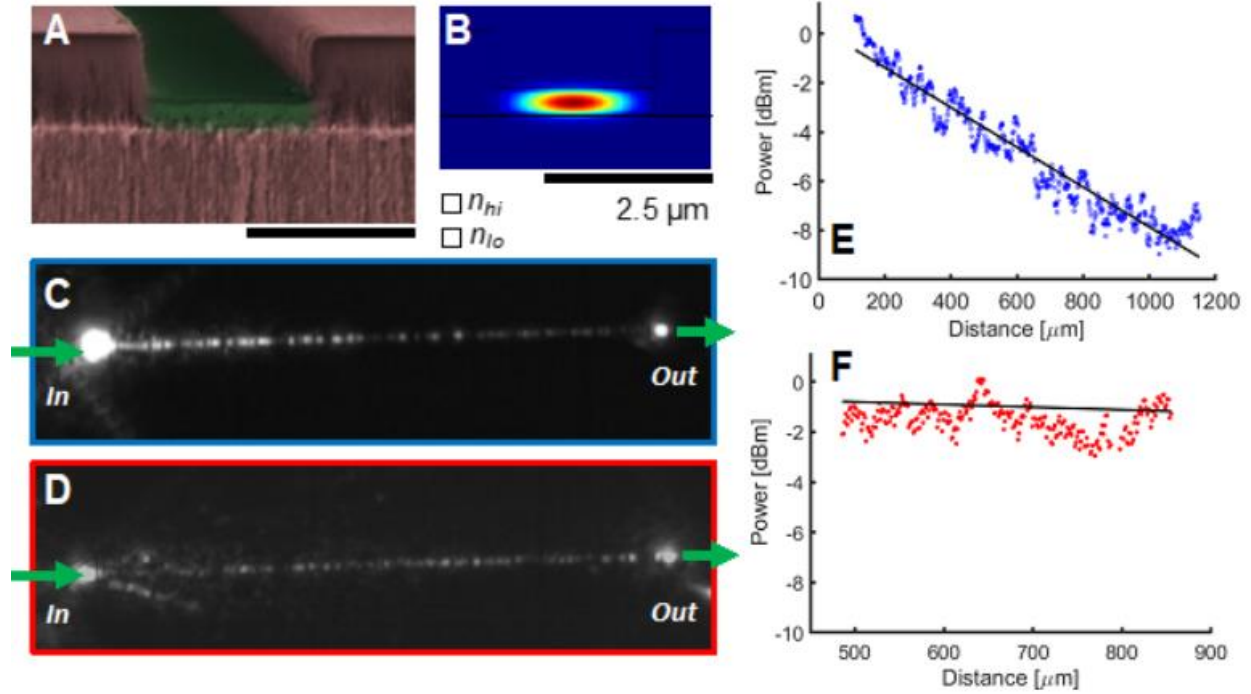 A
B
n_hi
n_lo
2.5 μm
C
In
Out
D
In
Out
0
-2
-4
-6
-8
-10
Power [dBm]
E
0
200
400
600
800
1000
1200
Distance [μm]
F
0
-2
-4
-6
-8
-10
Power [dBm]
500
600
700
800
900
Distance [μm]